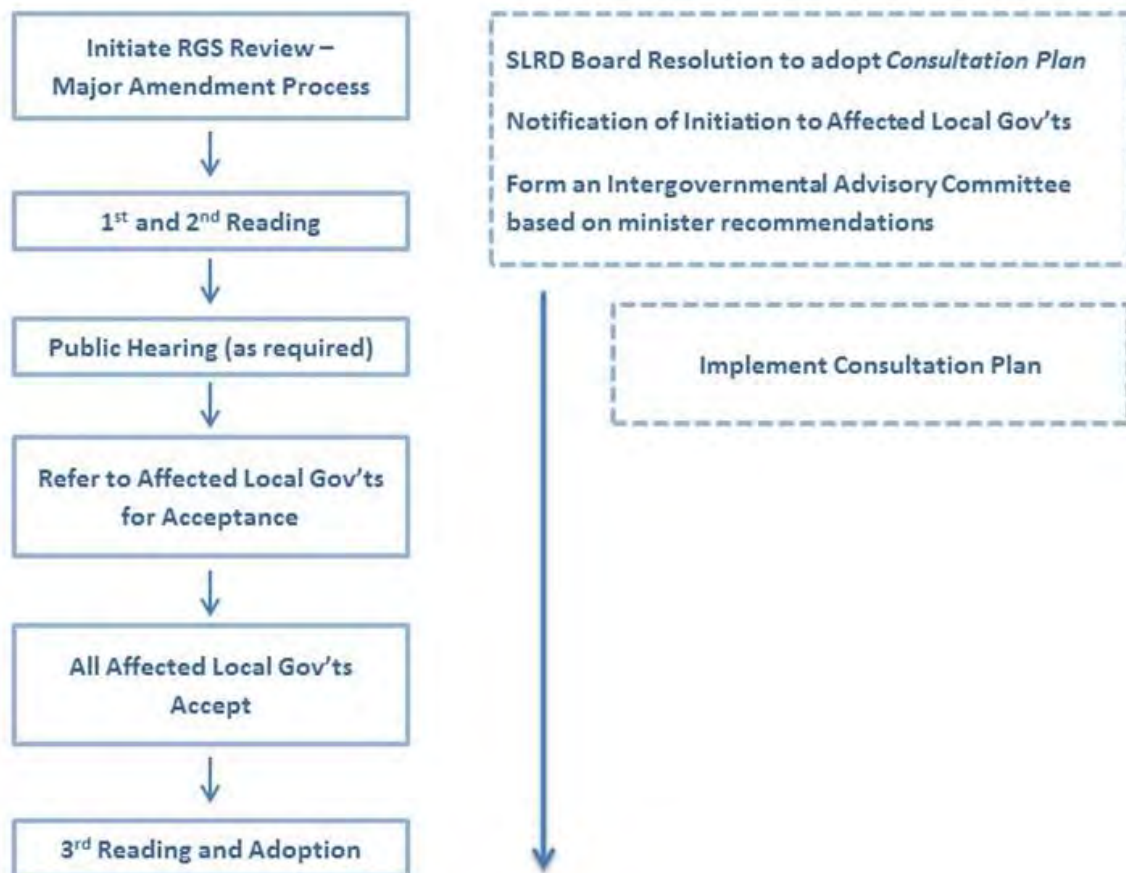 Initiate RGS Review –
Major Amendment Process
1st and 2nd Reading
Public Hearing (as required)
Refer to Affected Local Gov’ts
for Acceptance
All Affected Local Gov’ts
Accept
3rd Reading and Adoption
SLRD Board Resolution to adopt Consultation Plan
Notification of Initiation to Affected Local Gov’ts
Form an Intergovernmental Advisory Committee
based on minister recommendations
Implement Consultation Plan